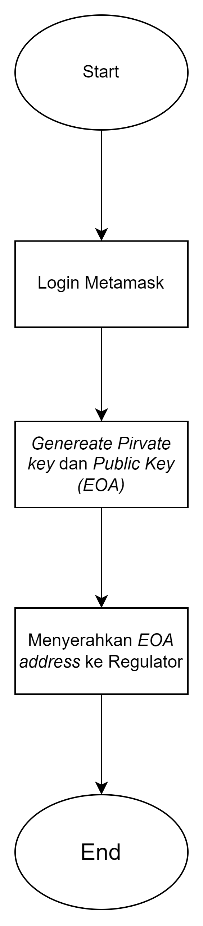 Start
Login Metamask
Genereate Pirvate
key dan Public Key
(EOA)
Menyerahkan EOA
address ke Regulator
End